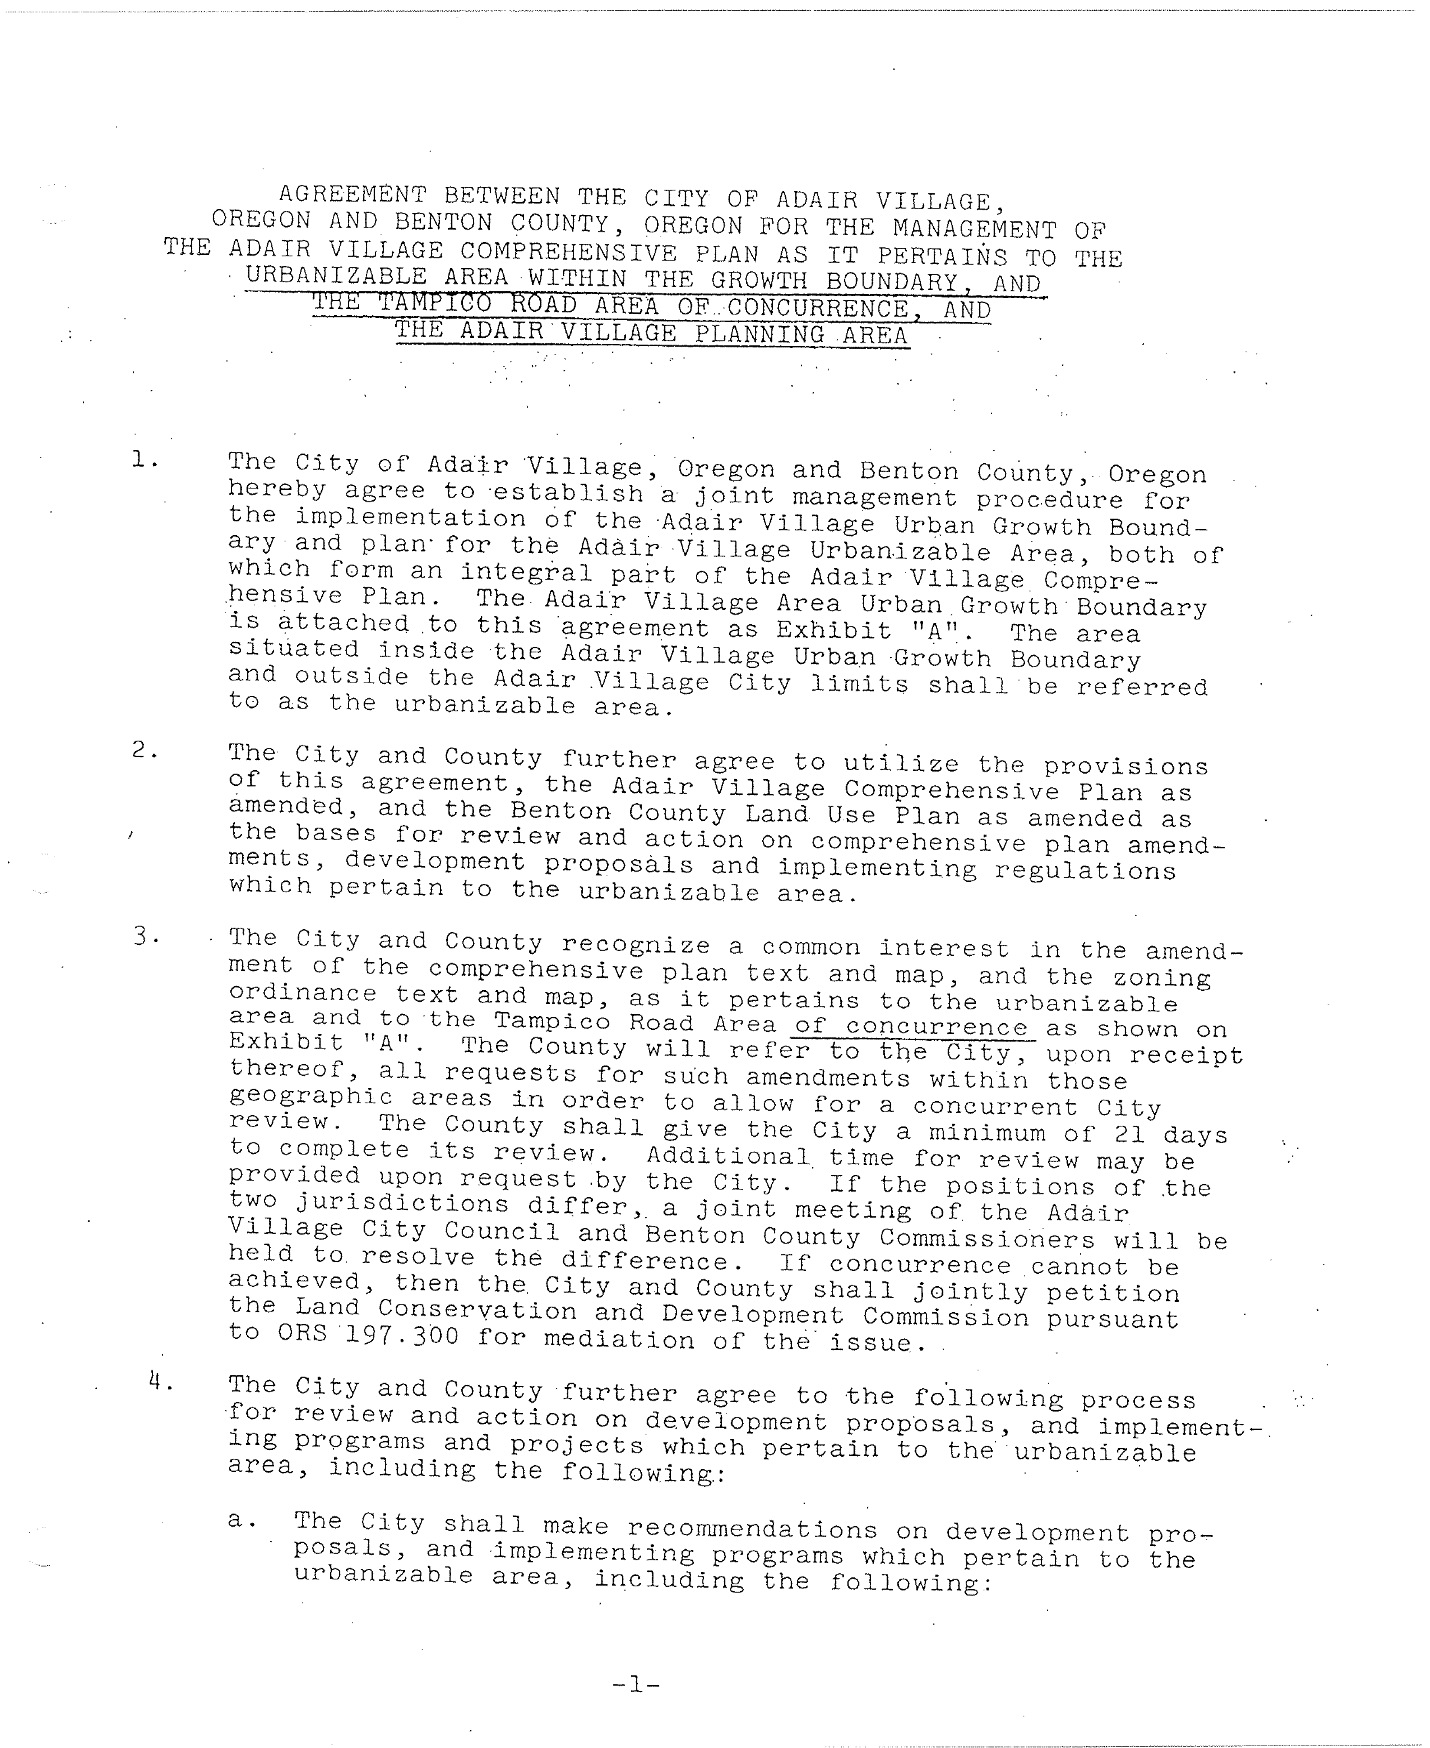 AGREEMENT BETWEEN THE CITY OF ADAIR VILLAGE,
OREGON AND BENTON COUNTY, OREGON FOR THE MANAGEMENT OF
THE ADAIR VILLAGE COMPREHENSIVE PLAN AS IT PERTAINS TO THE
URBANIZABLE AREA WITHIN THE GROWTH BOUNDARY, AND
THE TAMPICO ROAD AREA OF CONCURRENCE, AND
THE ADAIR VILLAGE PLANNING AREA
1. The City of Adair Village, Oregon and Benton County, Oregon
hereby agree to establish a joint management procedure for
the implementation of the Adair Village Urban Growth Bound-
ary and plan for the Adair Village Urbanizable Area, both of
which form an integral part of the Adair Village Compre-
hensive Plan. The Adair Village Area Urban Growth Boundary
is attached to this agreement as Exhibit "A". The area
situated inside the Adair Village Urban Growth Boundary
and outside the Adair Village City limits shall be referred
to as the urbanizable area.
2. The City and County further agree to utilize the provisions
of this agreement, the Adair Village Comprehensive Plan as
amended, and the Benton County Land Use Plan as amended as
the bases for review and action on comprehensive plan amend-
ments, development proposals and implementing regulations
which pertain to the urbanizable area.
3. The City and County recognize a common interest in the amend-
ment of the comprehensive plan text and map, and the zoning
ordinance text and map, as it pertains to the urbanizable
area and to the Tampico Road Area of concurrence as shown on
Exhibit "A". The County will refer to the City, upon receipt
thereof, all requests for such amendments within those
geographic areas in order to allow for a concurrent City
review. The County shall give the City a minimum of 21 days
to complete its review. Additional time for review may be
provided upon request by the City. If the positions of the
two jurisdictions differ, a joint meeting of the Adair
Village City Council and Benton County Commissioners will be
held to resolve the difference. If concurrence cannot be
achieved, then the City and County shall jointly petition
the Land Conservation and Development Commission pursuant
to ORS 197.300 for mediation of the issue.
4. The City and County further agree to the following process
for review and action on development proposals, and implement-
ing programs and projects which pertain to the urbanizable
area, including the following:
a. The City shall make recommendations on development pro-
posals, and implementing programs which pertain to the
urbanizable area, including the following:
-1-